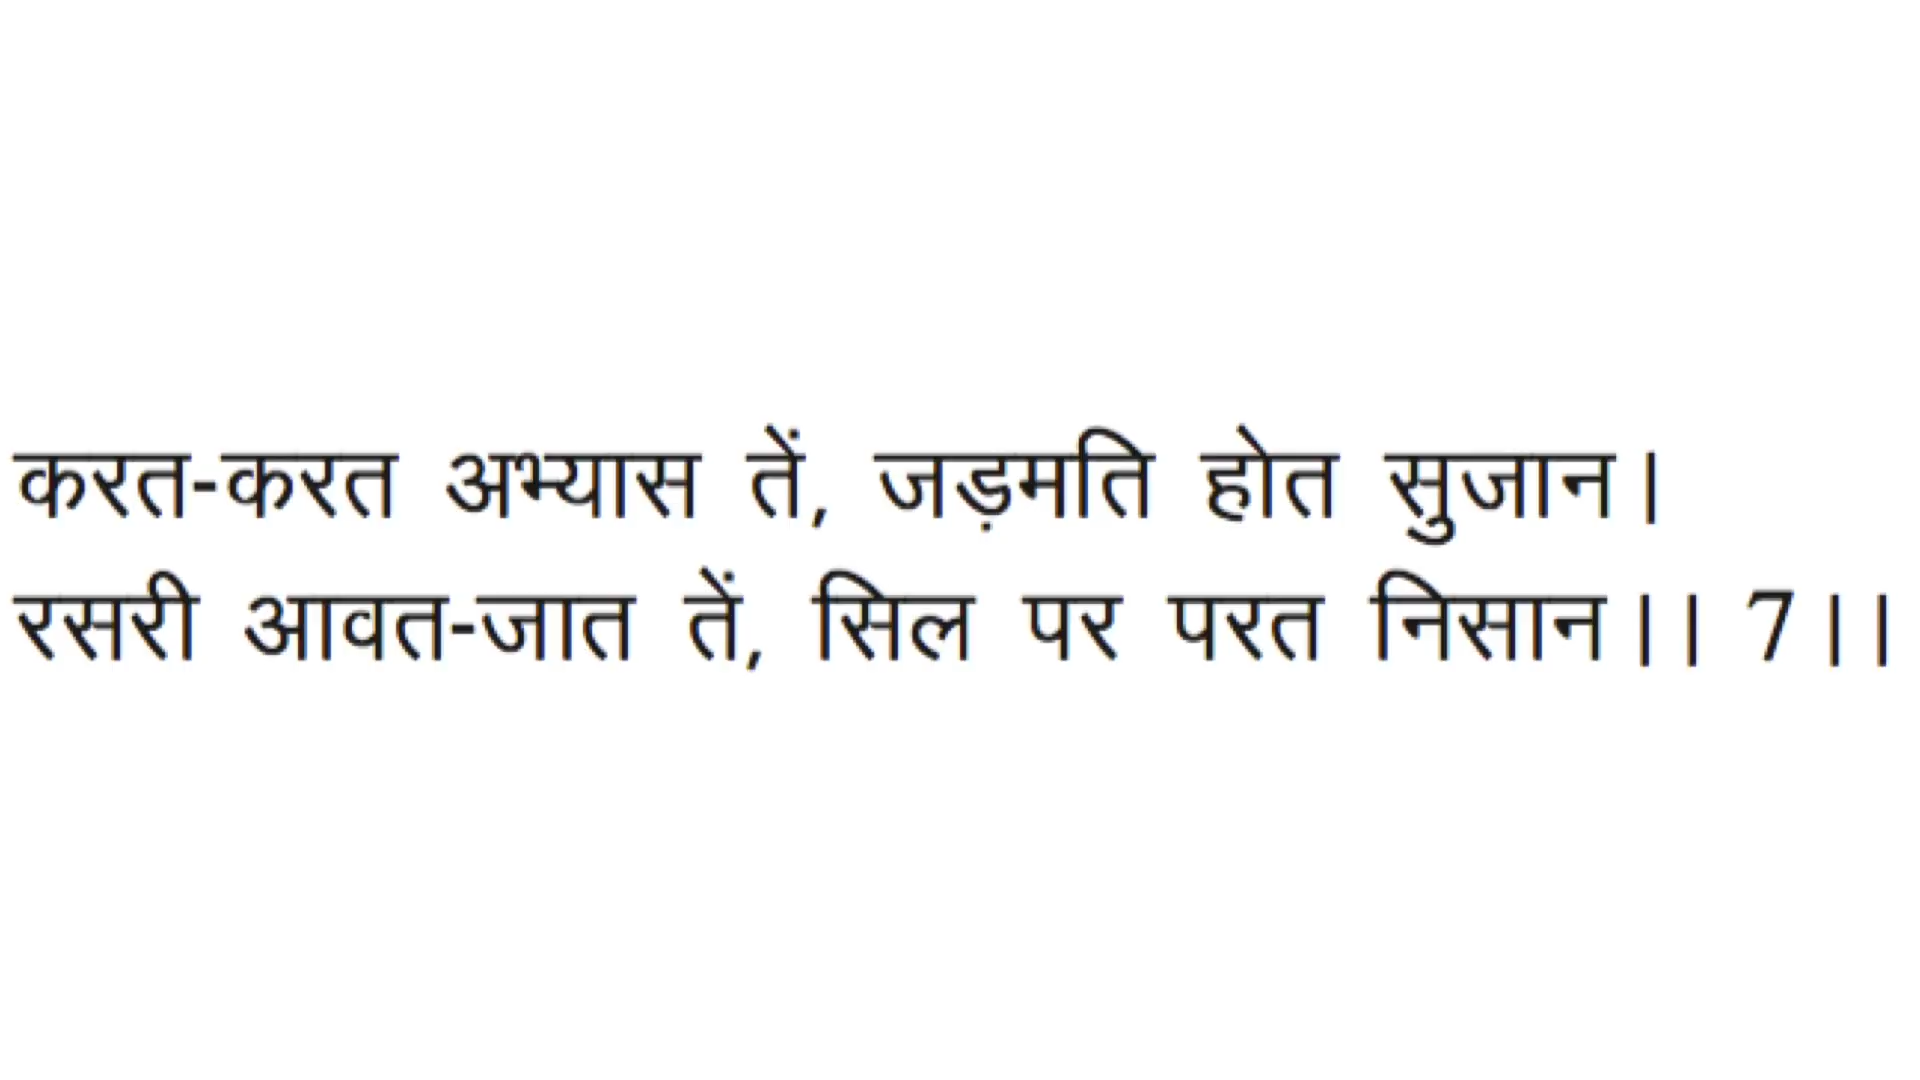 करत-करत अभ्यास तें, जड़मति होत सुजान।
रसरी आवत-जात तें, सिल पर परत निसान।। 7।।